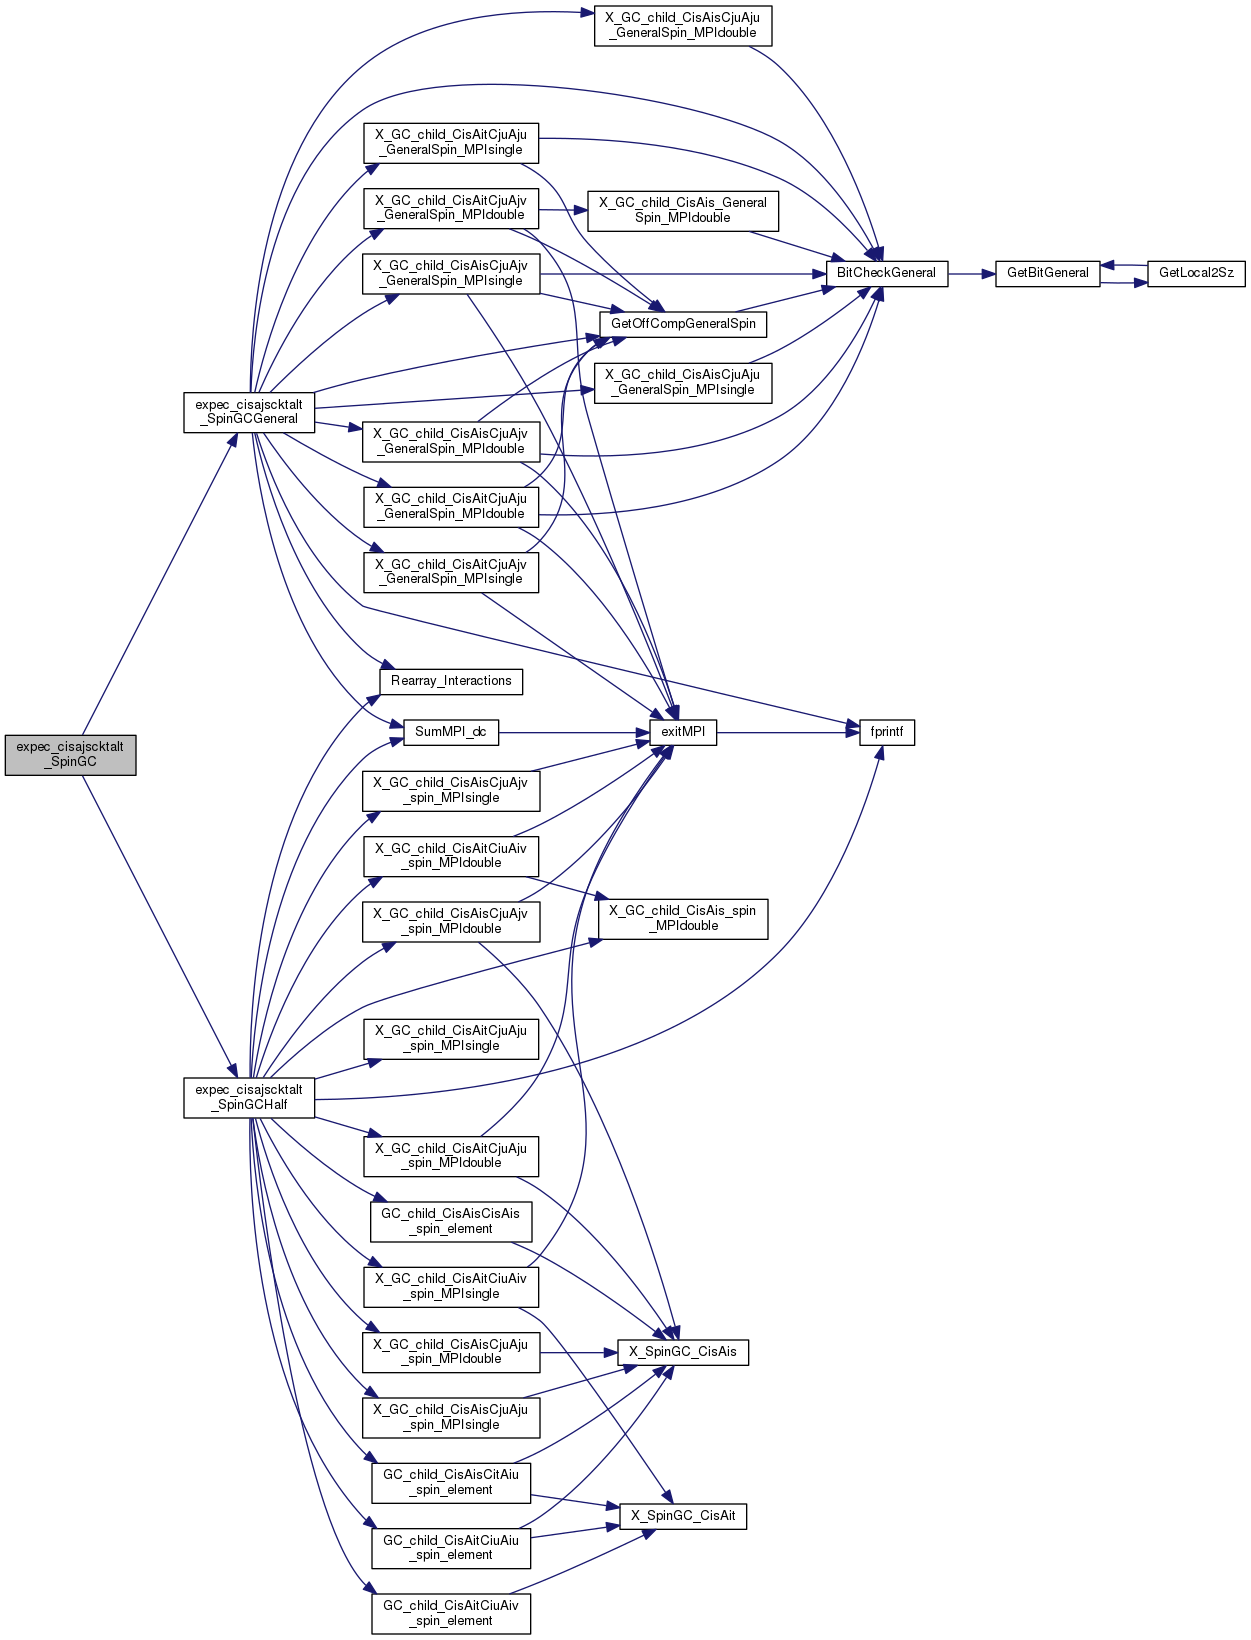 X_GC_child_CisAisCjuAju
_GeneralSpin_MPIdouble
X_GC_child_CisAitCjuAju
_GeneralSpin_MPIsingle
X_GC_child_CisAitCjuAjv
_GeneralSpin_MPIdouble
X_GC_child_CisAis_General
Spin_MPIdouble
X_GC_child_CisAisCjuAjv
_GeneralSpin_MPIsingle
BitCheckGeneral
GetBitGeneral
GetLocal2Sz
GetOffCompGeneralSpin
X_GC_child_CisAisCjuAju
_GeneralSpin_MPIsingle
expec_cisajscktalt
_SpinGCGeneral
X_GC_child_CisAisCjuAjv
_GeneralSpin_MPIdouble
X_GC_child_CisAitCjuAju
_GeneralSpin_MPIdouble
X_GC_child_CisAitCjuAjv
_GeneralSpin_MPIsingle
Rearray_Interactions
SumMPI_dc
exitMPI
fprintf
expec_cisajscktalt
_SpinGC
X_GC_child_CisAisCjuAjv
_spin_MPIsingle
X_GC_child_CisAitCiuAiv
_spin_MPIdouble
X_GC_child_CisAisCjuAjv
_spin_MPIdouble
X_GC_child_CisAis_spin
_MPIdouble
X_GC_child_CisAitCjuAju
_spin_MPIsingle
expec_cisajscktalt
_SpinGCHalf
X_GC_child_CisAitCjuAju
_spin_MPIdouble
GC_child_CisAisCisAis
_spin_element
X_GC_child_CisAitCiuAiv
_spin_MPIsingle
X_GC_child_CisAisCjuAju
_spin_MPIdouble
X_SpinGC_CisAis
X_GC_child_CisAisCjuAju
_spin_MPIsingle
GC_child_CisAisCitAiu
_spin_element
X_SpinGC_CisAit
GC_child_CisAitCiuAiu
_spin_element
GC_child_CisAitCiuAiv
_spin_element